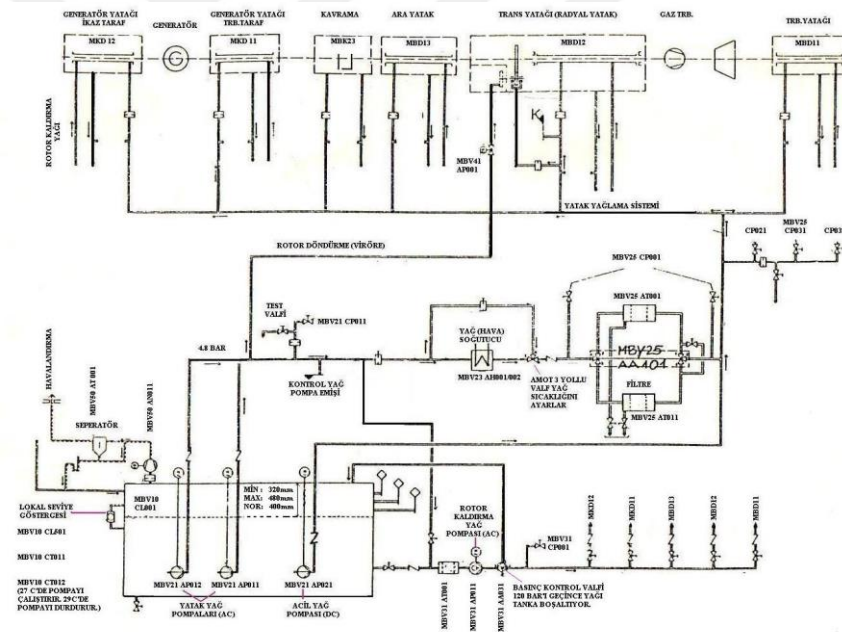 GENERATÖR YATAĞI
İKAZ TARAF
MKD 12
GENERATÖR
GENERATÖR YATAĞI
TRB.TARAF
MKD 11
KAVRAMA
MBK23
ARA YATAK
MBD13
TRANS YATAĞI (RADYAL YATAK)
MBD12
GAZ TRB.
TRB.YATAĞI
MBD11
ROTOR KALDIRMA
YAĞI
MBV41
AP001
YATAK YAĞLAMA SİSTEMİ
ROTOR DÖNDÜRME (VİRÖRE)
CP021
MBV25
CP031
MBV25 CP001
TEST
VALFİ
MBV21 CP011
4.8 BAR
YAĞ (HAVA)
SOĞUTUCU
MBV23 AH001/002
KONTROL YAĞ
POMPA EMİŞİ
AMOT 3 YOLLU
VALF YAĞ
SICAKLIĞINI
AYARLAR
MBV25 AT001
MBV25
AA101
FİLTRE
MBV25 AT011
HAVALANDIRMA
MBV50 AT001
SEPERATÖR
MBV50 AN011
LOKAL SEVİYE
GÖSTERGESİ
MBV10 CL501
MBV10 CT011
MBV10 CT012
(27 C'DE POMPAYI
ÇALIŞTIRIR. 29C'DE
POMPAYI DURDURUR.)
MBV10
CL001
MİN : 320mm
MAX: 480mm
NOR: 400mm
MBV21 AP012
MBV21 AP011
MBV21 AP021
YATAK YAĞ
POMPALARI (AC)
ACİL YAĞ
POMPASI (DC)
ROTOR
KALDIRMA
YAĞ
POMPASI (AC)
MBV31 AT001
MBV31 AP011
MBV31 AA031
MBV31
CP001
BASINÇ KONTROL VALFİ
120 BAR'I GEÇİNCE YAĞI
TANKA BOŞALTIYOR.
MKD12
MKD11
MBD13
MBD12
MBD11